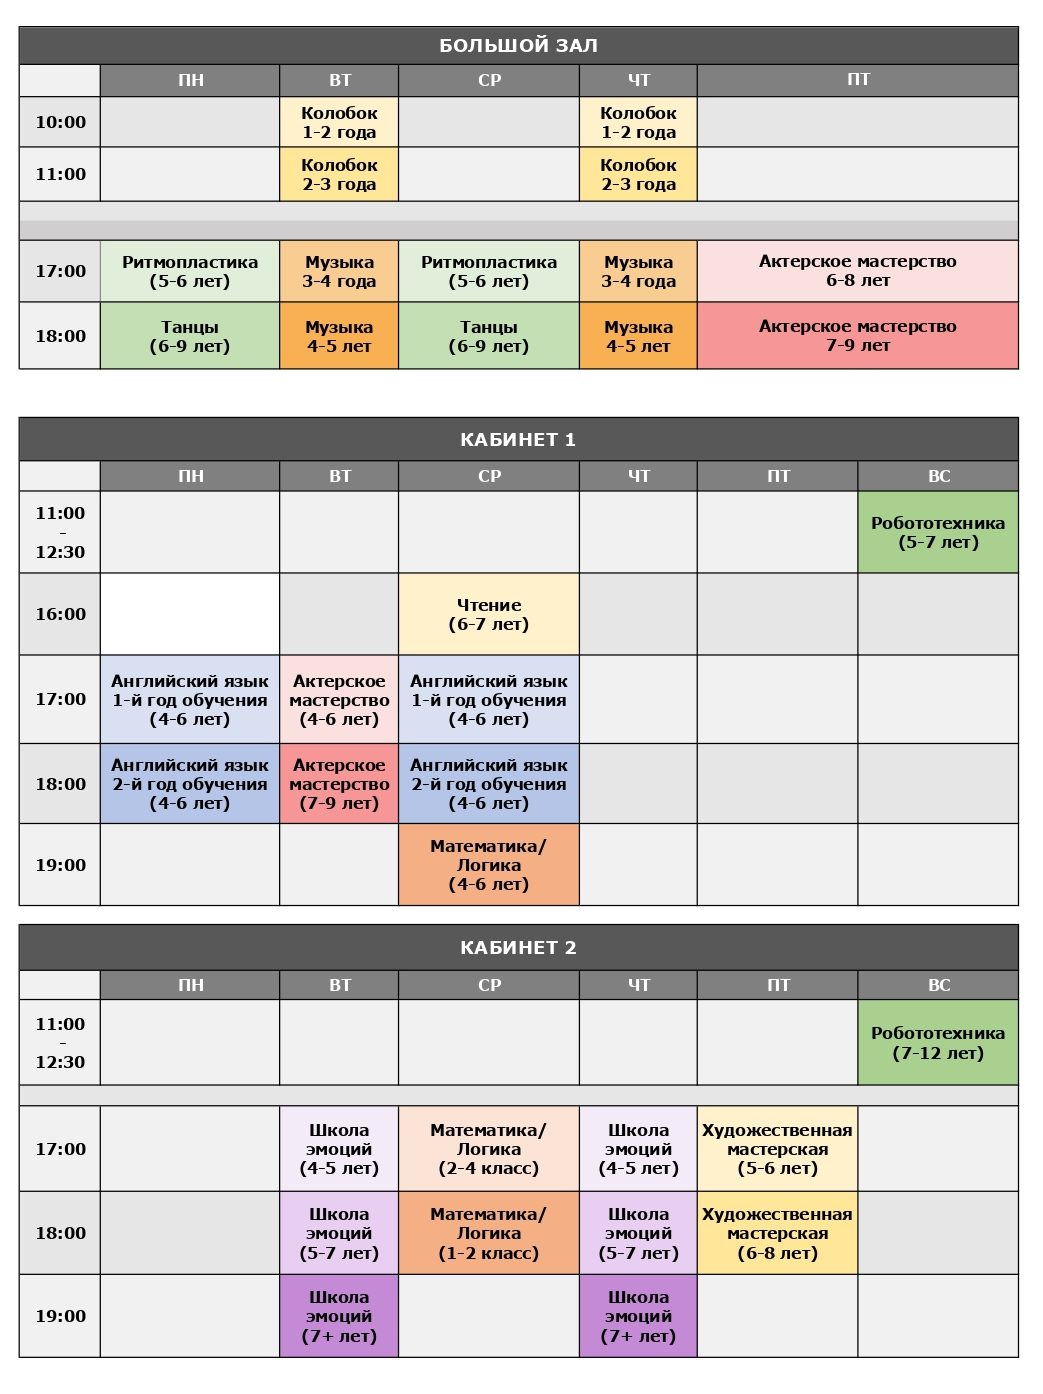 БОЛЬШОЙ ЗАЛ
ПН ВТ СР ЧТ ПТ
10:00
Колобок
1-2 года
Колобок
1-2 года
11:00
Колобок
2-3 года
Колобок
2-3 года
17:00
Ритмопластика
(5-6 лет)
Музыка
3-4 года
Ритмопластика
(5-6 лет)
Музыка
3-4 года
Актерское мастерство
6-8 лет
18:00
Танцы
(6-9 лет)
Музыка
4-5 лет
Танцы
(6-9 лет)
Музыка
4-5 лет
Актерское мастерство
7-9 лет
КАБИНЕТ 1
ПН ВТ СР ЧТ ПТ ВС
11:00
-
12:30
Робототехника
(5-7 лет)
16:00
Чтение
(6-7 лет)
17:00
Английский язык
1-й год обучения
(4-6 лет)
Актерское
мастерство
(4-6 лет)
Английский язык
1-й год обучения
(4-6 лет)
18:00
Английский язык
2-й год обучения
(4-6 лет)
Актерское
мастерство
(7-9 лет)
Английский язык
2-й год обучения
(4-6 лет)
19:00
Математика/
Логика
(4-6 лет)
КАБИНЕТ 2
ПН ВТ СР ЧТ ПТ ВС
11:00
-
12:30
Робототехника
(7-12 лет)
17:00
Школа
эмоций
(4-5 лет)
Математика/
Логика
(2-4 класс)
Школа
эмоций
(4-5 лет)
Художественная
мастерская
(5-6 лет)
18:00
Школа
эмоций
(5-7 лет)
Математика/
Логика
(1-2 класс)
Школа
эмоций
(5-7 лет)
Художественная
мастерская
(6-8 лет)
19:00
Школа
эмоций
(7+ лет)
Школа
эмоций
(7+ лет)